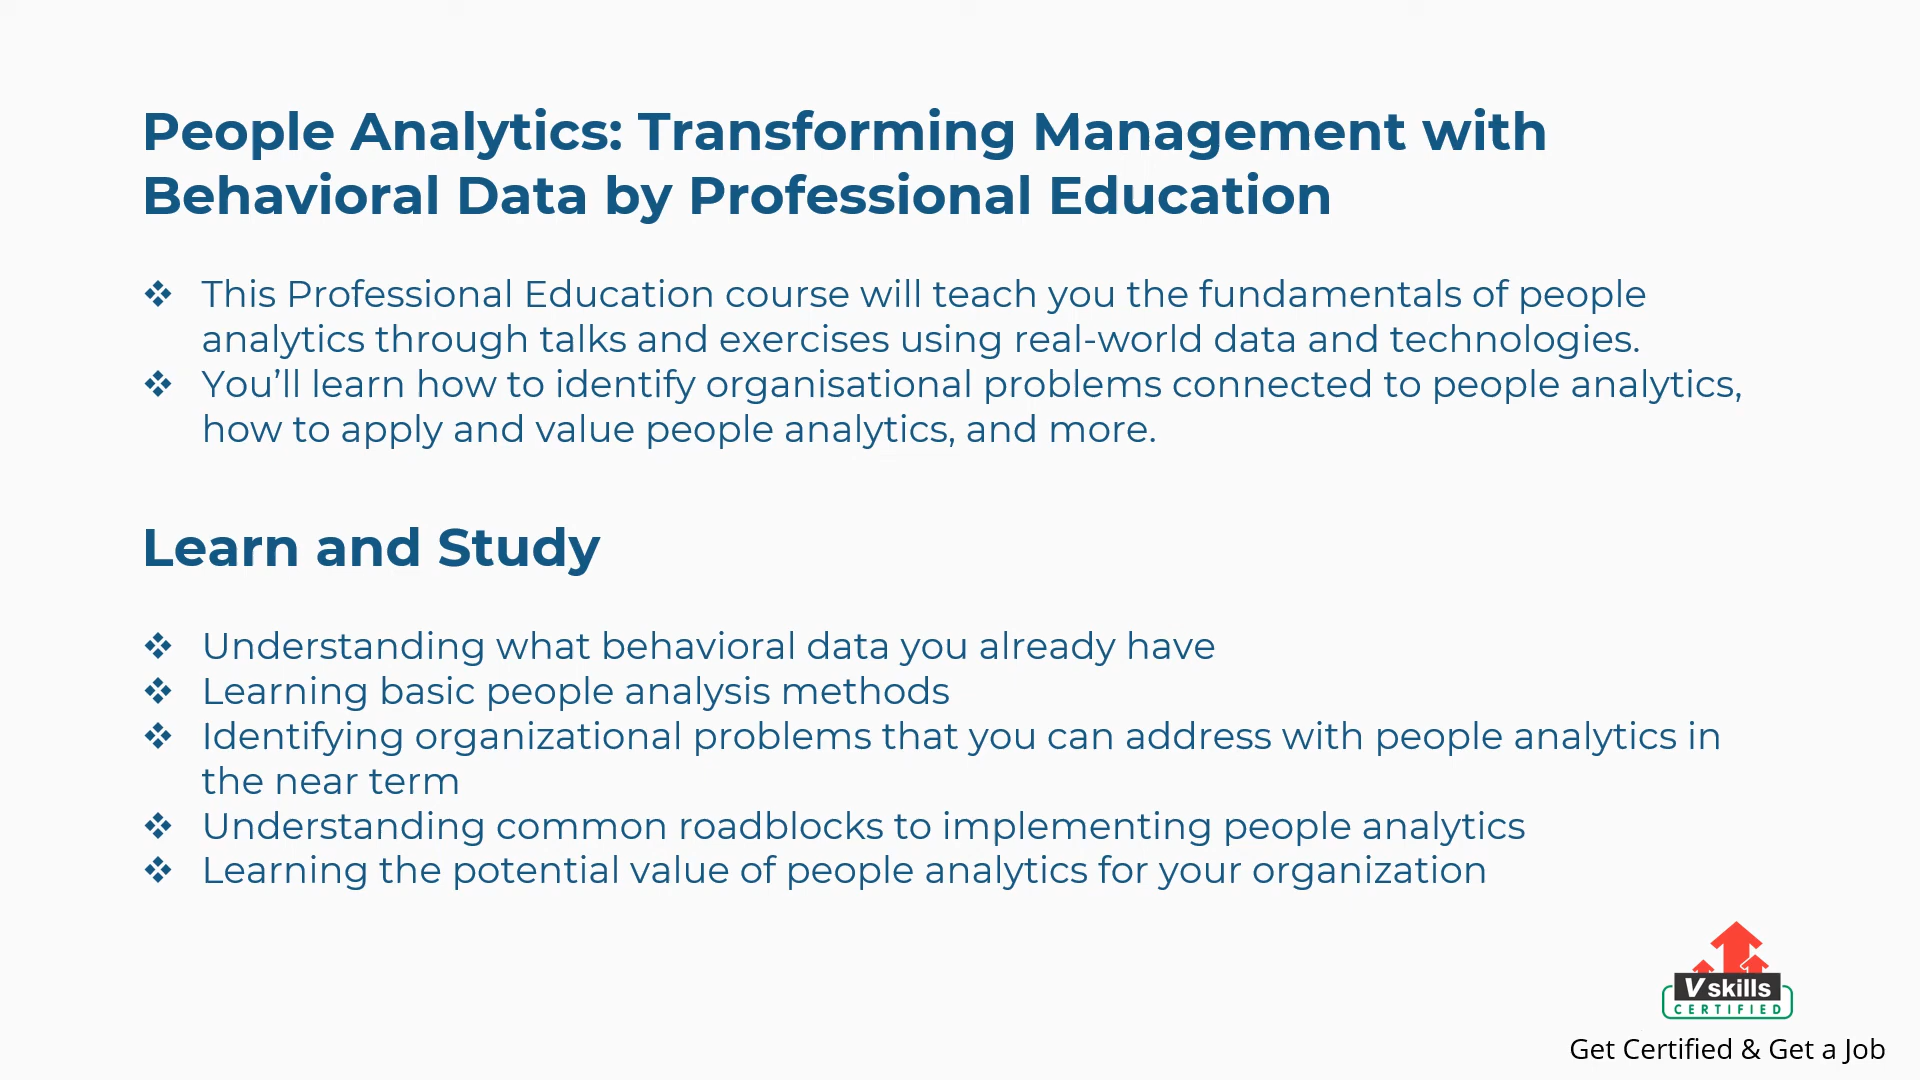 People Analytics: Transforming Management with
Behavioral Data by Professional Education
❖ This Professional Education course will teach you the fundamentals of people
analytics through talks and exercises using real-world data and technologies.
❖ You’ll learn how to identify organisational problems connected to people analytics,
how to apply and value people analytics, and more.
Learn and Study
❖ Understanding what behavioral data you already have
❖ Learning basic people analysis methods
❖ Identifying organizational problems that you can address with people analytics in
the near term
❖ Understanding common roadblocks to implementing people analytics
❖ Learning the potential value of people analytics for your organization
Vskills
CERTIFIED
Get Certified & Get a Job